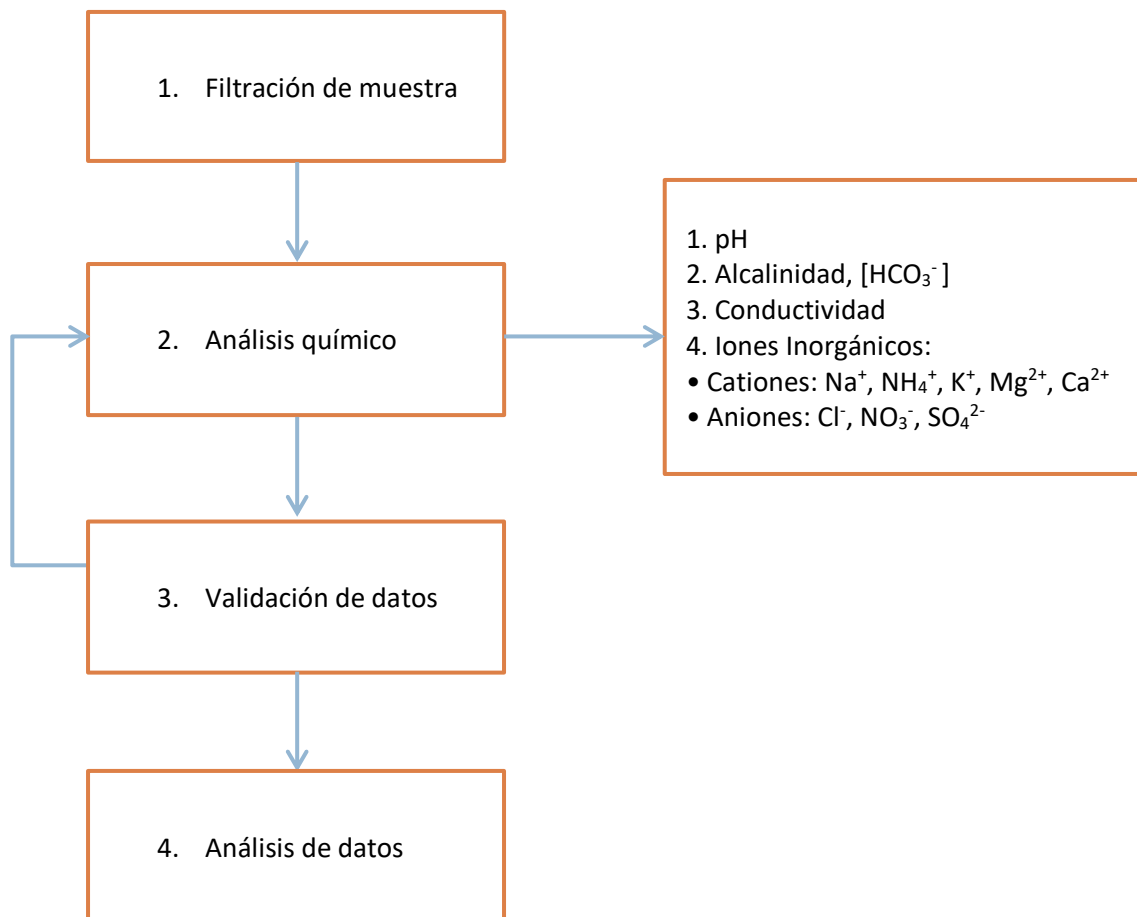 1. Filtración de muestra
2. Análisis químico
1. pH
2. Alcalinidad, [HCO₃⁻ ]
3. Conductividad
4. Iones Inorgánicos:
• Cationes: Na⁺, NH₄⁺, K⁺, Mg²⁺, Ca²⁺
• Aniones: Cl⁻, NO₃⁻, SO₄²⁻
3. Validación de datos
4. Análisis de datos